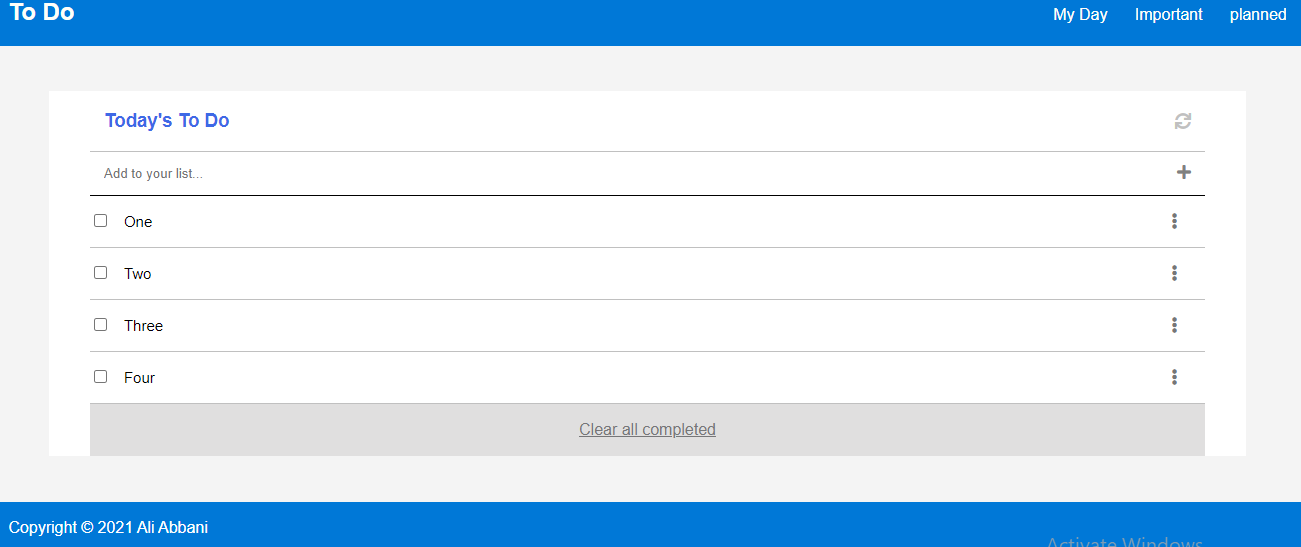 To Do
My Day Important planned
Today's To Do
Add to your list...
One
Two
Three
Four
Clear all completed
Copyright © 2021 Ali Abbani
Activate Windows